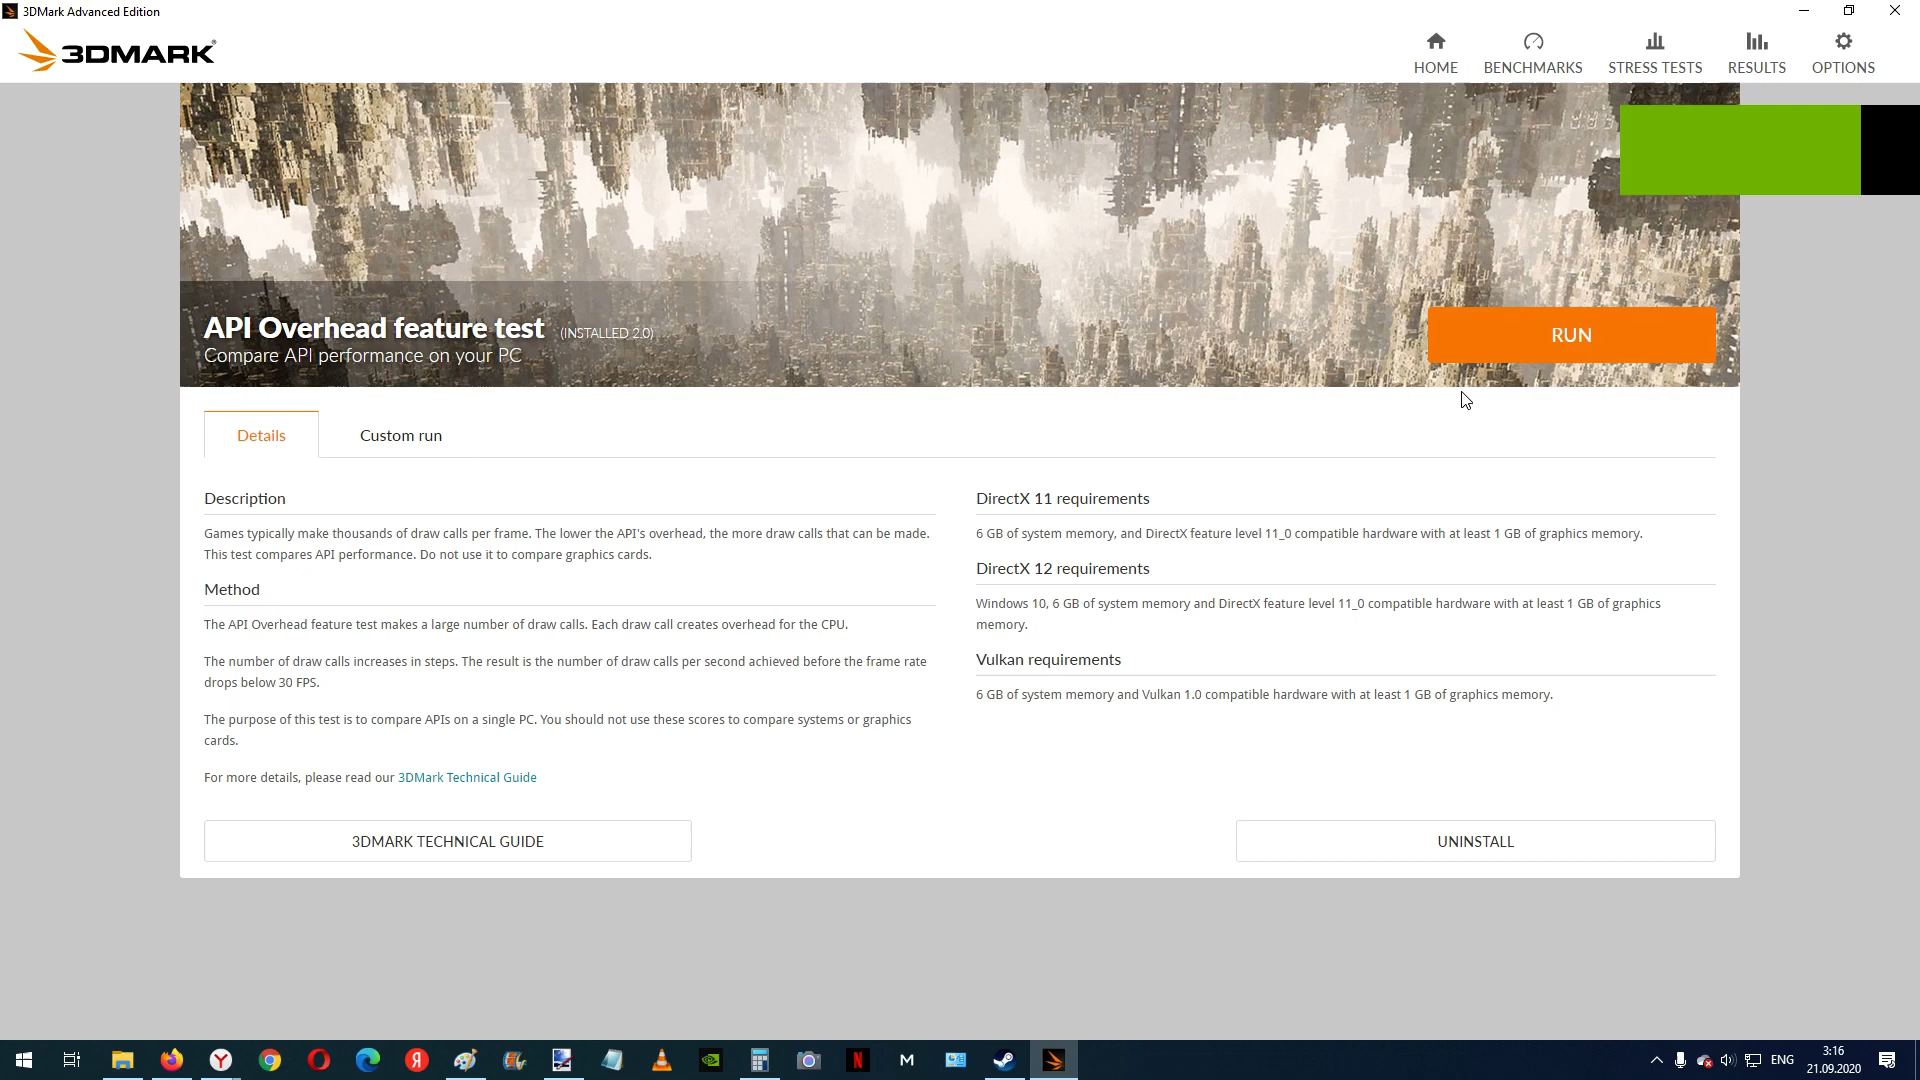 3DMark Advanced Edition
3DMARK
HOME
BENCHMARKS
STRESS TESTS
RESULTS
OPTIONS
API Overhead feature test (INSTALLED 2.0)
Compare API performance on your PC
RUN
Details
Custom run
Description
Games typically make thousands of draw calls per frame. The lower the API's overhead, the more draw calls that can be made.
This test compares API performance. Do not use it to compare graphics cards.
Method
The API Overhead feature test makes a large number of draw calls. Each draw call creates overhead for the CPU.
The number of draw calls increases in steps. The result is the number of draw calls per second achieved before the frame rate
drops below 30 FPS.
The purpose of this test is to compare APIs on a single PC. You should not use these scores to compare systems or graphics
cards.
For more details, please read our 3DMark Technical Guide
DirectX 11 requirements
6 GB of system memory, and DirectX feature level 11_0 compatible hardware with at least 1 GB of graphics memory.
DirectX 12 requirements
Windows 10, 6 GB of system memory and DirectX feature level 11_0 compatible hardware with at least 1 GB of graphics
memory.
Vulkan requirements
6 GB of system memory and Vulkan 1.0 compatible hardware with at least 1 GB of graphics memory.
3DMARK TECHNICAL GUIDE
UNINSTALL
Y
Я
N
M
ENG
3:16
21.09.2020